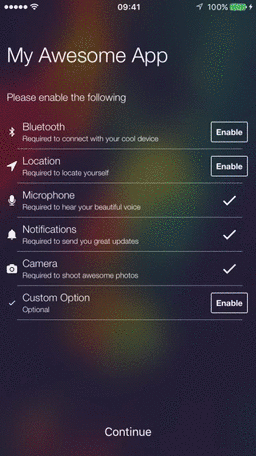 09:41
100%
My Awesome App
Please enable the following
Bluetooth
Required to connect with your cool device
Enable
Location
Required to locate yourself
Enable
Microphone
Required to hear your beautiful voice
Notifications
Required to send you great updates
Camera
Required to shoot awesome photos
Custom Option
Optional
Enable
Continue